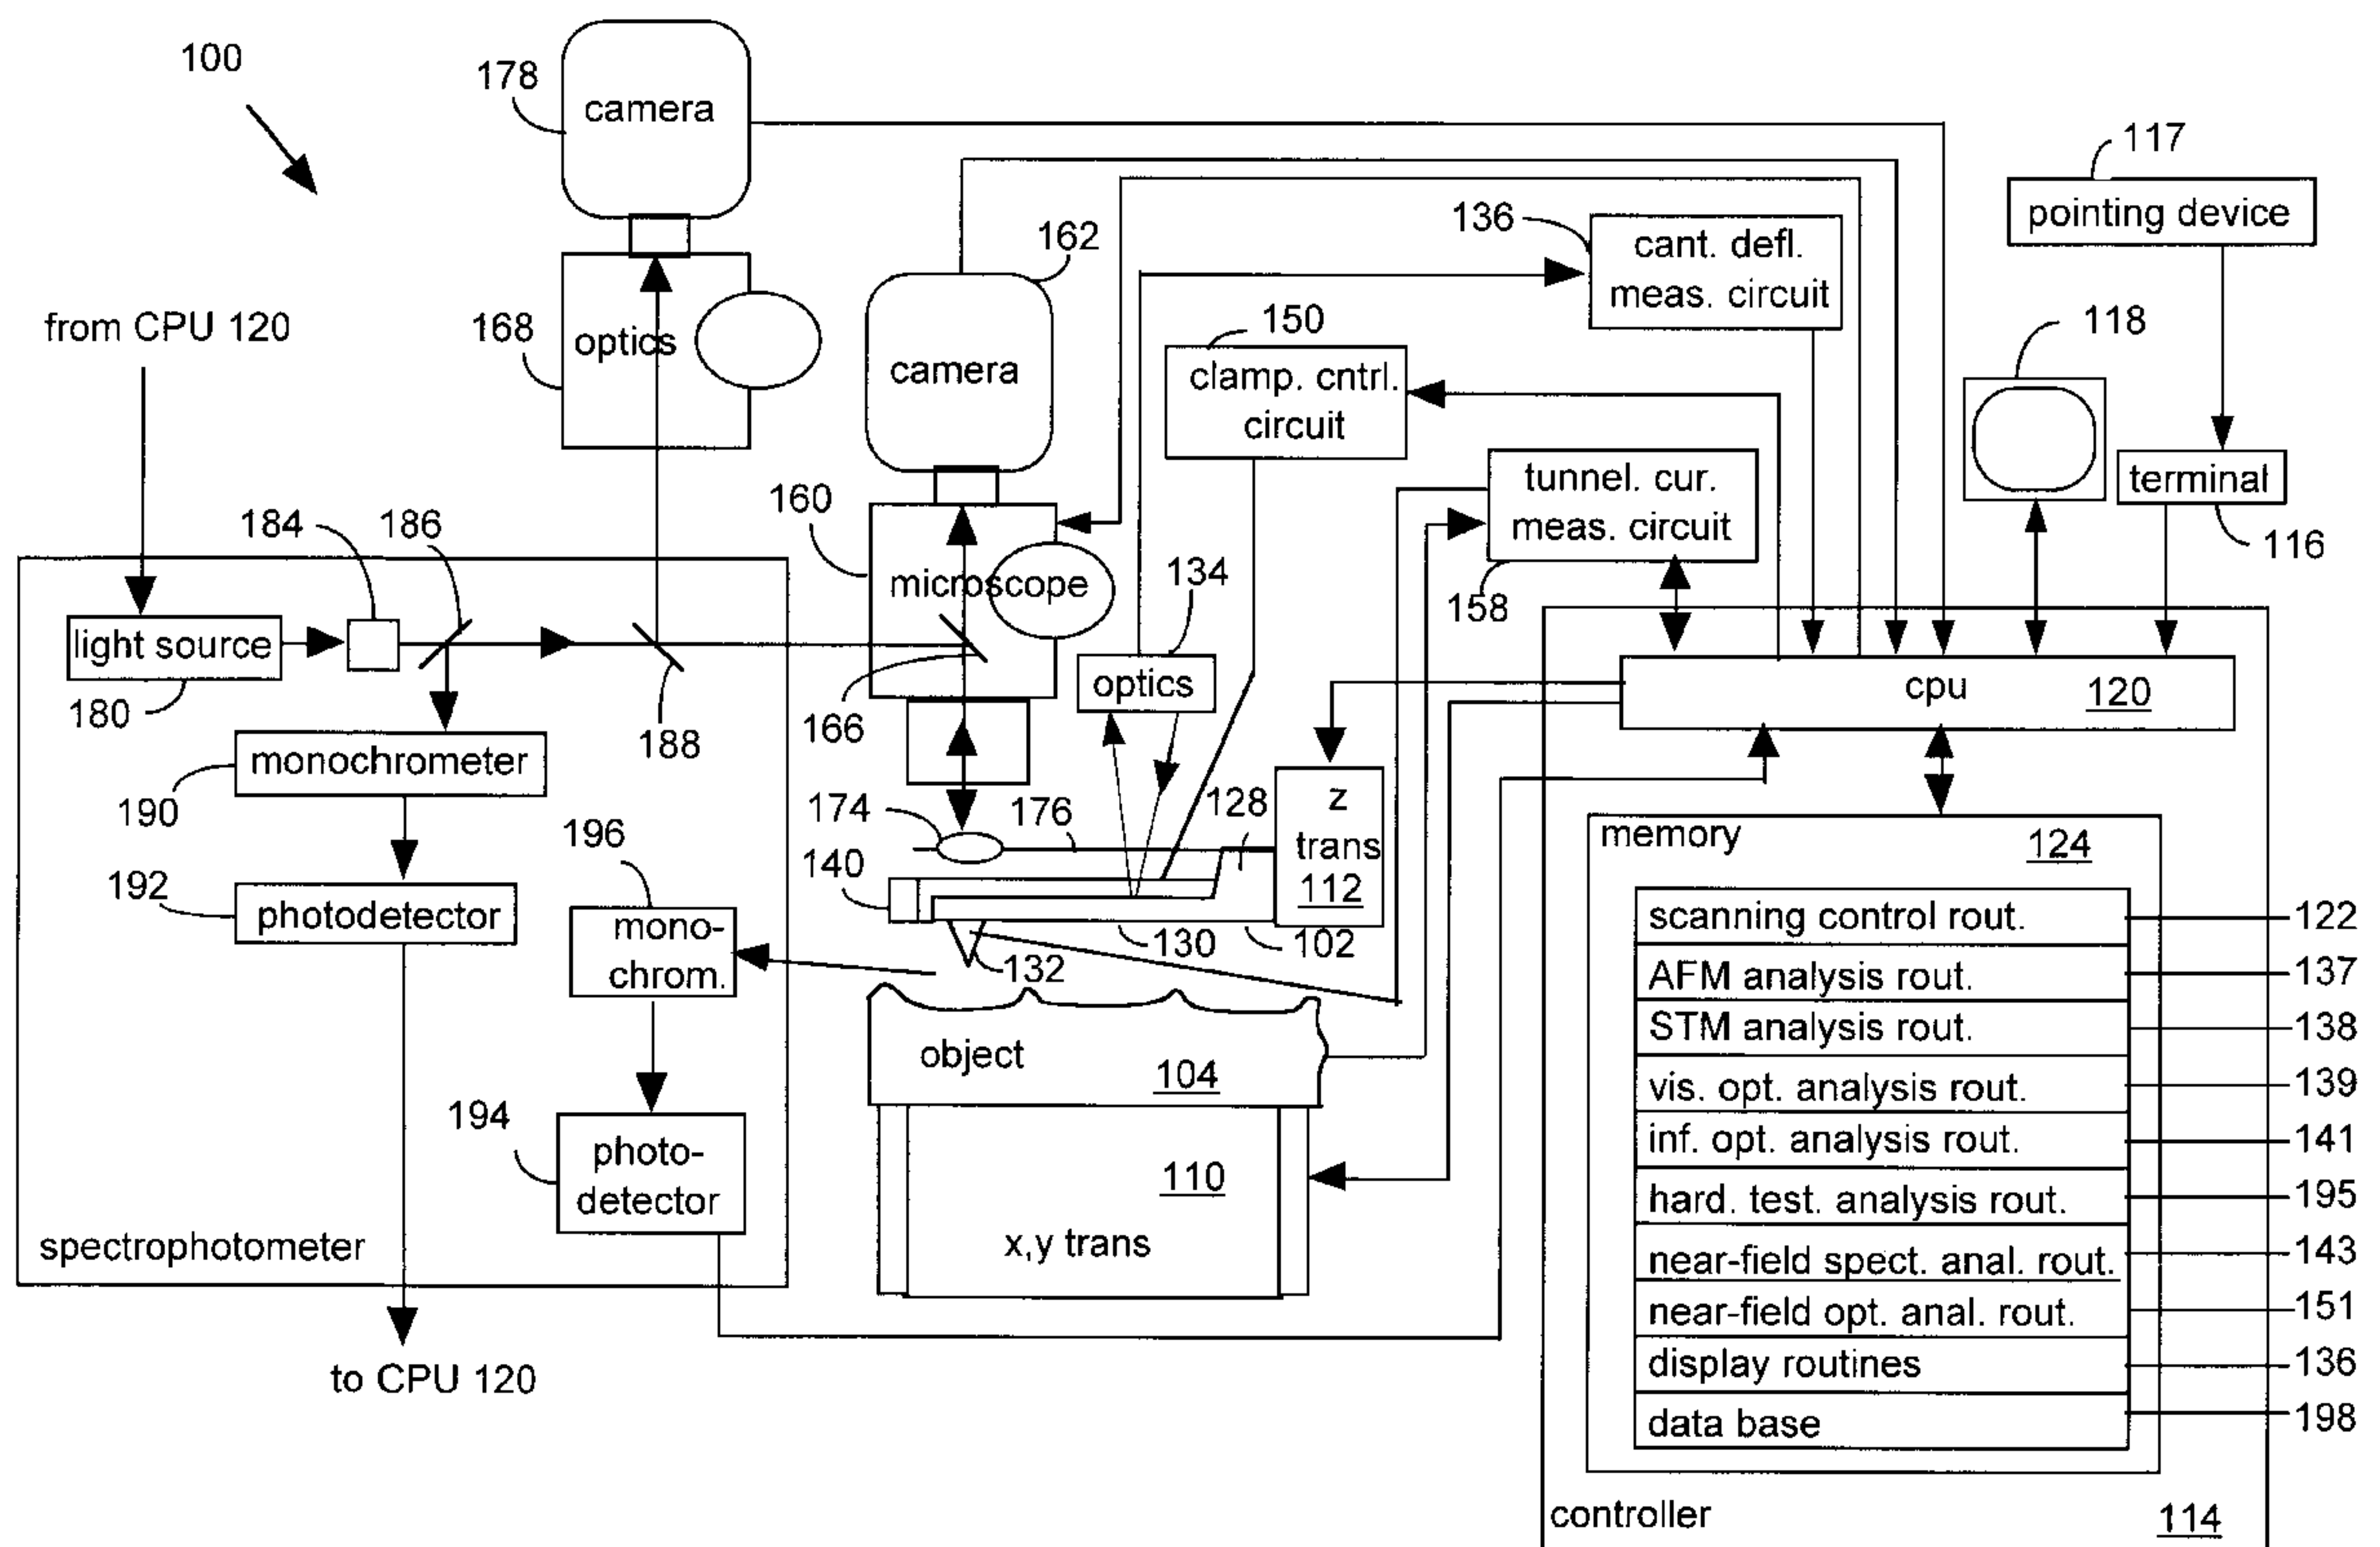 100
178
camera
117
pointing device
136
cant. defl.
meas. circuit
162
from CPU 120
168
optics
camera
150
clamp. cntrl.
circuit
118
160
tunnel. cur.
meas. circuit
terminal
184
186
microscope
134
158
116
light source
optics
cpu 120
180
188
166
monochrometer
190
174
176
128
z
trans
112
memory 124
196
140
192
photodetector
mono-
chrom.
132
130
102
scanning control rout. 122
AFM analysis rout. 137
STM analysis rout. 138
object 104
vis. opt. analysis rout. 139
194
photo-
detector
inf. opt. analysis rout. 141
110
hard. test. analysis rout. 195
spectrophotometer
x,y trans
near-field spect. anal. rout. 143
near-field opt. anal. rout. 151
to CPU 120
display routines 136
data base 198
controller 114